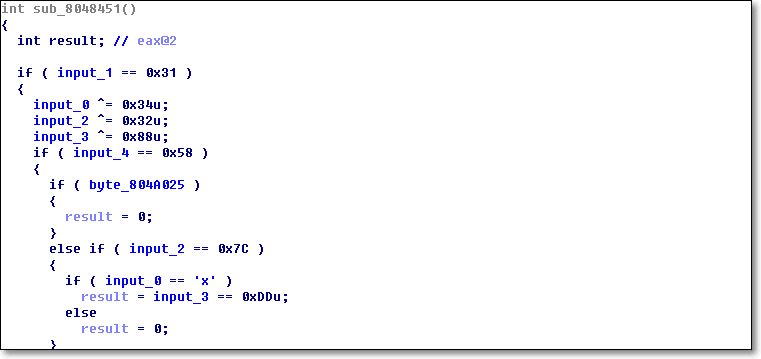 int sub_8048451()
{
  int result; // eax@2

  if ( input_1 == 0x31 )
  {
    input_0 ^= 0x34u;
    input_2 ^= 0x32u;
    input_3 ^= 0x88u;
    if ( input_4 == 0x58 )
    {
      if ( byte_804A025 )
      {
        result = 0;
      }
      else if ( input_2 == 0x7C )
      {
        if ( input_0 == 'x' )
          result = input_3 == 0xDDu;
        else
          result = 0;
      }